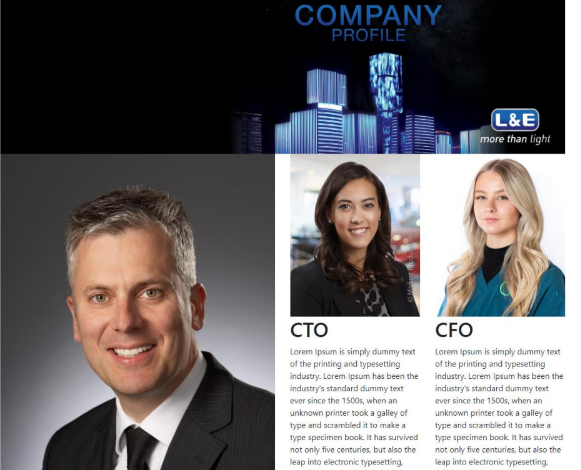 COMPANY
PROFILE
L&E
more than light
CTO
Lorem Ipsum is simply dummy text
of the printing and typesetting
industry. Lorem Ipsum has been the
industry's standard dummy text
ever since the 1500s, when an
unknown printer took a galley of
type and scrambled it to make a
type specimen book. It has survived
not only five centuries, but also the
leap into electronic typesetting,
CFO
Lorem Ipsum is simply dummy text
of the printing and typesetting
industry. Lorem Ipsum has been the
industry's standard dummy text
ever since the 1500s, when an
unknown printer took a galley of
type and scrambled it to make a
type specimen book. It has survived
not only five centuries, but also the
leap into electronic typesetting.